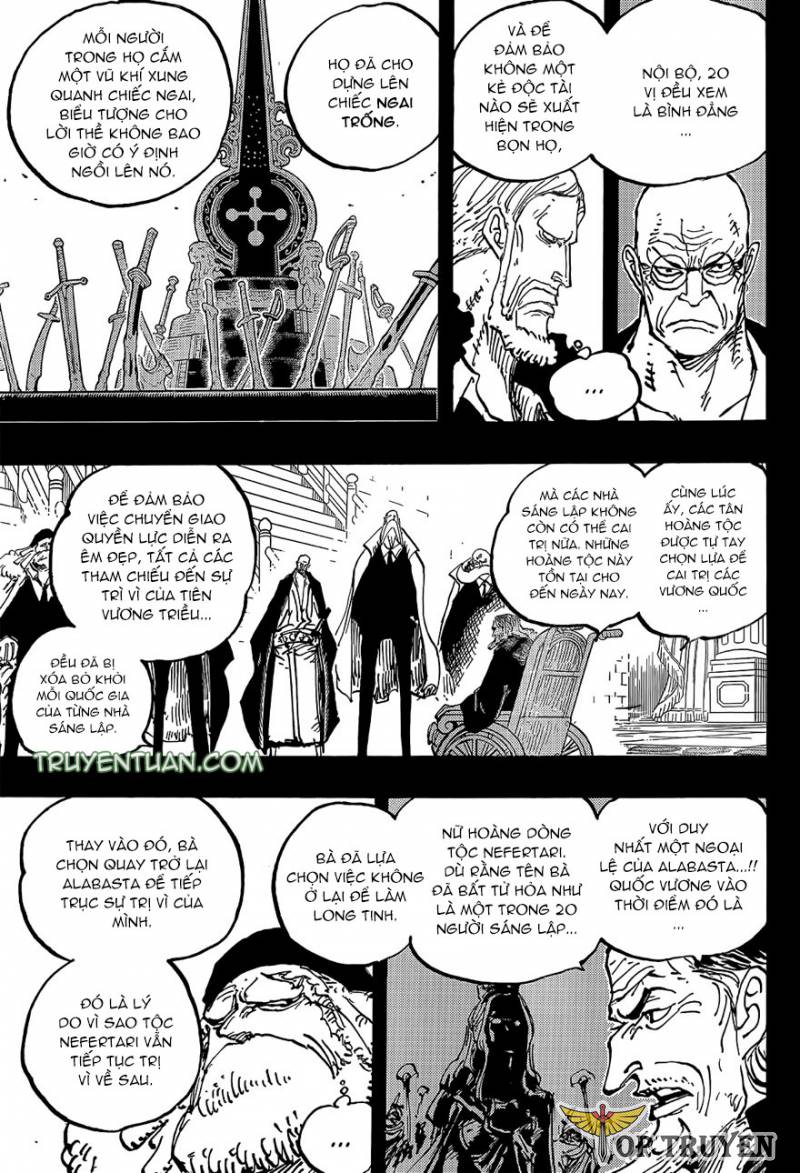 NỘI BỘ, 20
VỊ ĐỀU XEM
LÀ BÌNH ĐẲNG
...
VÀ ĐỂ
ĐẢM BẢO
KHÔNG MỘT
KẺ ĐỘC TÀI
NÀO SẼ XUẤT
HIỆN TRONG
BỌN HỌ,
...
HỌ ĐÃ CHO
DỰNG LÊN
CHIẾC NGAI
TRỐNG.
MỖI NGƯỜI
TRONG HỌ CẮM
MỘT VŨ KHÍ XUNG
QUANH CHIẾC NGAI,
BIỂU TƯỢNG CHO
LỜI THỀ KHÔNG BAO
GIỜ CÓ Ý ĐỊNH
NGỒI LÊN NÓ.
CÙNG LÚC
ẤY, CÁC TÂN
HOÀNG TỘC
ĐƯỢC TỰ TAY
CHỌN LỰA ĐỂ
CAI TRỊ CÁC
VƯƠNG QUỐC
...
MÀ CÁC NHÀ
SÁNG LẬP KHÔNG
CÒN CÓ THỂ CAI
TRỊ NỮA. NHỮNG
HOÀNG TỘC NÀY
TỒN TẠI CHO
ĐẾN NGÀY NAY.
ĐỂ ĐẢM BẢO
VIỆC CHUYỂN GIAO
QUYỀN LỰC DIỄN RA
ÊM ĐẸP, TẤT CẢ CÁC
THAM CHIẾU ĐẾN SỰ
TRÌ VÌ CỦA TIÊN
VƯƠNG TRIỀU...
ĐỀU ĐÃ BỊ
XÓA BỎ KHỎI
MỖI QUỐC GIA
CỦA TỪNG NHÀ
SÁNG LẬP.
TRUYENTUAN.COM
VỚI DUY
NHẤT MỘT NGOẠI
LỆ CỦA ALABASTA...!!
QUỐC VƯƠNG VÀO
THỜI ĐIỂM ĐÓ LÀ
...
NỮ HOÀNG DÒNG
TỘC NEFERTARI.
DÙ RẰNG TÊN BÀ
ĐÃ BẤT TỬ HÓA NHƯ
LÀ MỘT TRONG 20
NGƯỜI SÁNG LẬP...
BÀ ĐÃ LỰA
CHỌN VIỆC KHÔNG
Ở LẠI ĐỂ LÀM
LONG TINH.
THAY VÀO ĐÓ, BÀ
CHỌN QUAY TRỞ LẠI
ALABASTA ĐỂ TIẾP
TRỤC SỰ TRỊ VÌ CỦA
MÌNH.
ĐÓ LÀ LÝ
DO VÌ SAO TỘC
NEFERTARI VẪN
TIẾP TỤC TRỊ
VÌ VỀ SAU.
...
OP TRUYEN